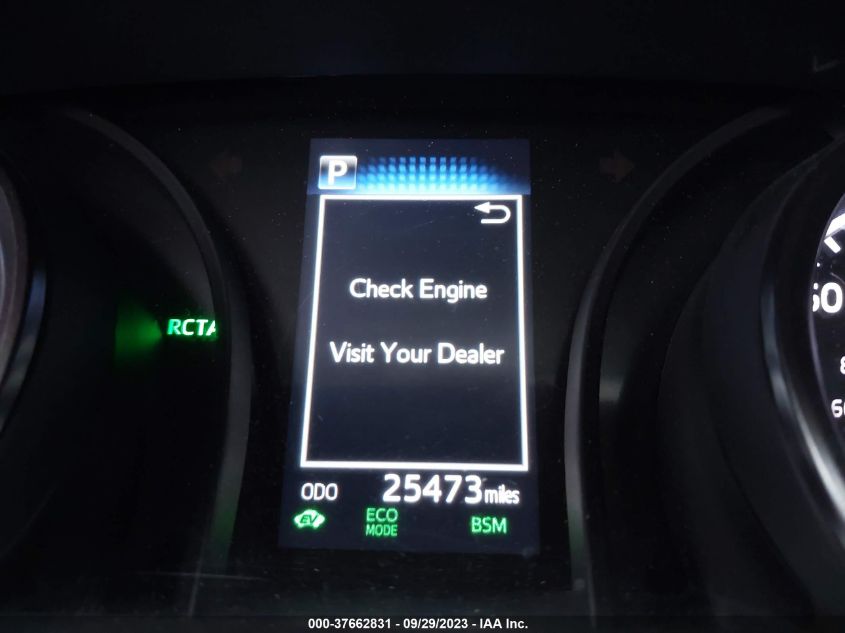 P
Check Engine
RCTA
Visit Your Dealer
ODO 25473 miles
EV ECO MODE BSM
000-37662831 - 09/29/2023 - IAA Inc.